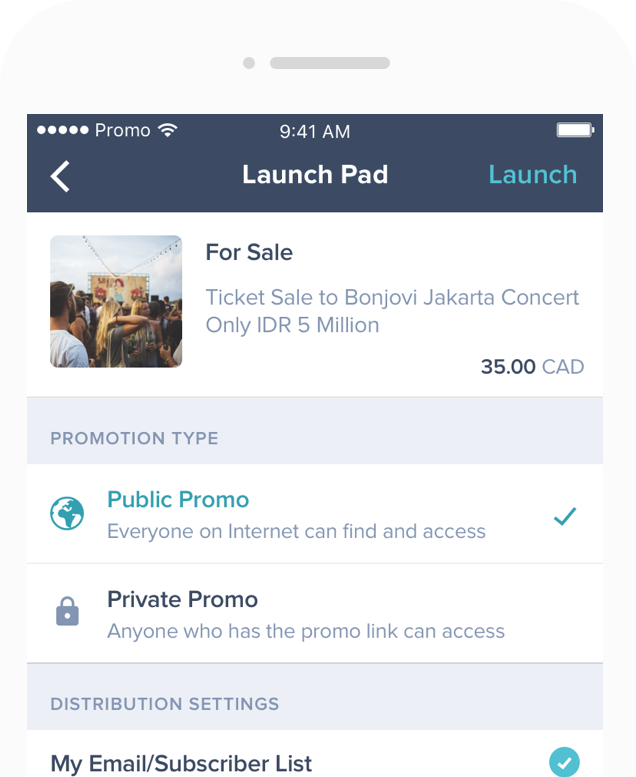 Promo
9:41 AM
Launch Pad
Launch
For Sale
Ticket Sale to Bonjovi Jakarta Concert
Only IDR 5 Million
35.00 CAD
PROMOTION TYPE
Public Promo
Everyone on Internet can find and access
Private Promo
Anyone who has the promo link can access
DISTRIBUTION SETTINGS
My Email/Subscriber List